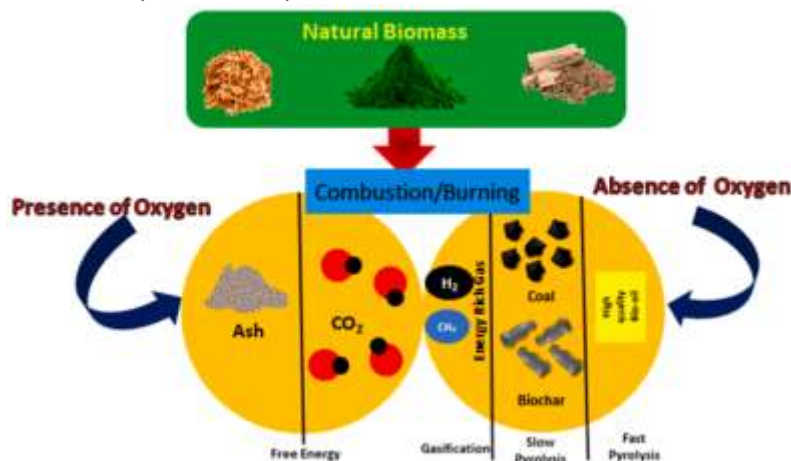 Natural Biomass
Combustion/Burning
Presence of Oxygen
Absence of Oxygen
Ash
CO₂
H₂
CH₄
Energy Rich Gas
Coal
Biochar
High
quality
Bio-oil
Free Energy
Gasification
Slow
Pyrolysis
Fast
Pyrolysis